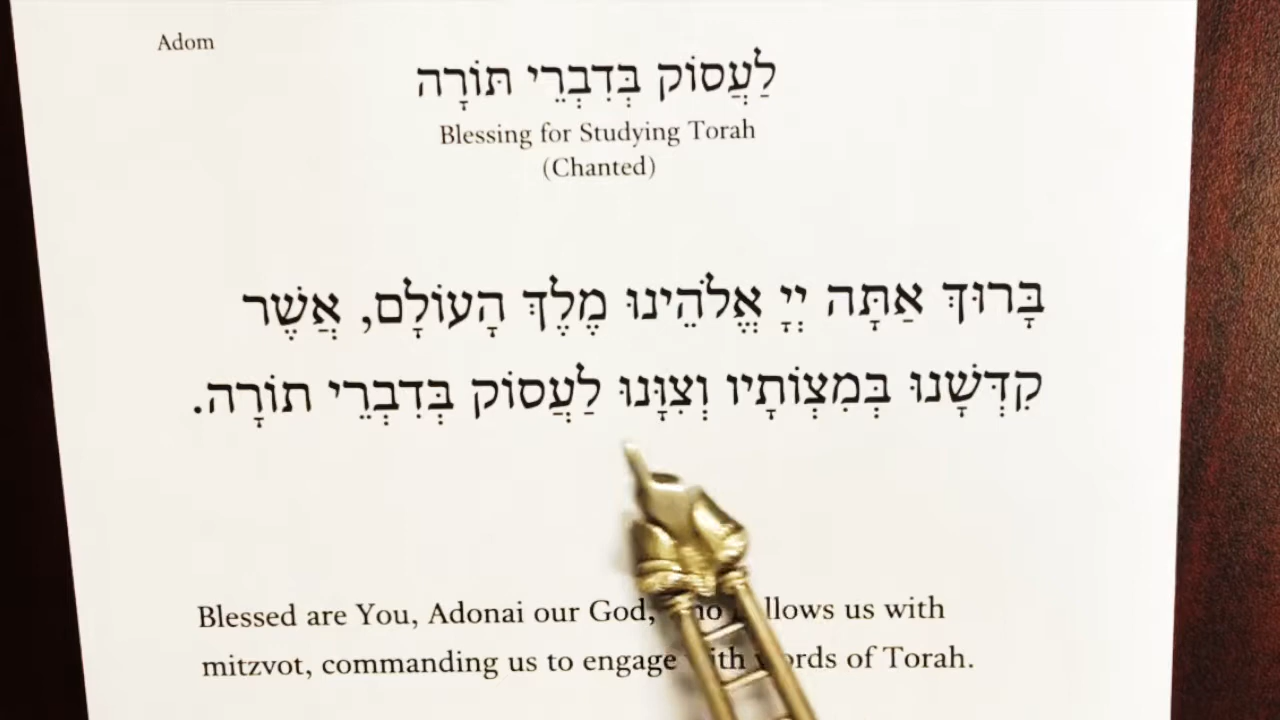 Adom
לַעֲסוֹק בְּדִבְרֵי תּוֹרָה
Blessing for Studying Torah
(Chanted)
בָּרוּךְ אַתָּה יְיָ אֱלֹהֵינוּ מֶלֶךְ הָעוֹלָם, אֲשֶׁר
קִדְּשָׁנוּ בְּמִצְוֹתָיו וְצִוָּנוּ לַעֲסוֹק בְּדִבְרֵי תוֹרָה.
Blessed are You, Adonai our God, us with
mitzvot, commanding us to engage of Torah.